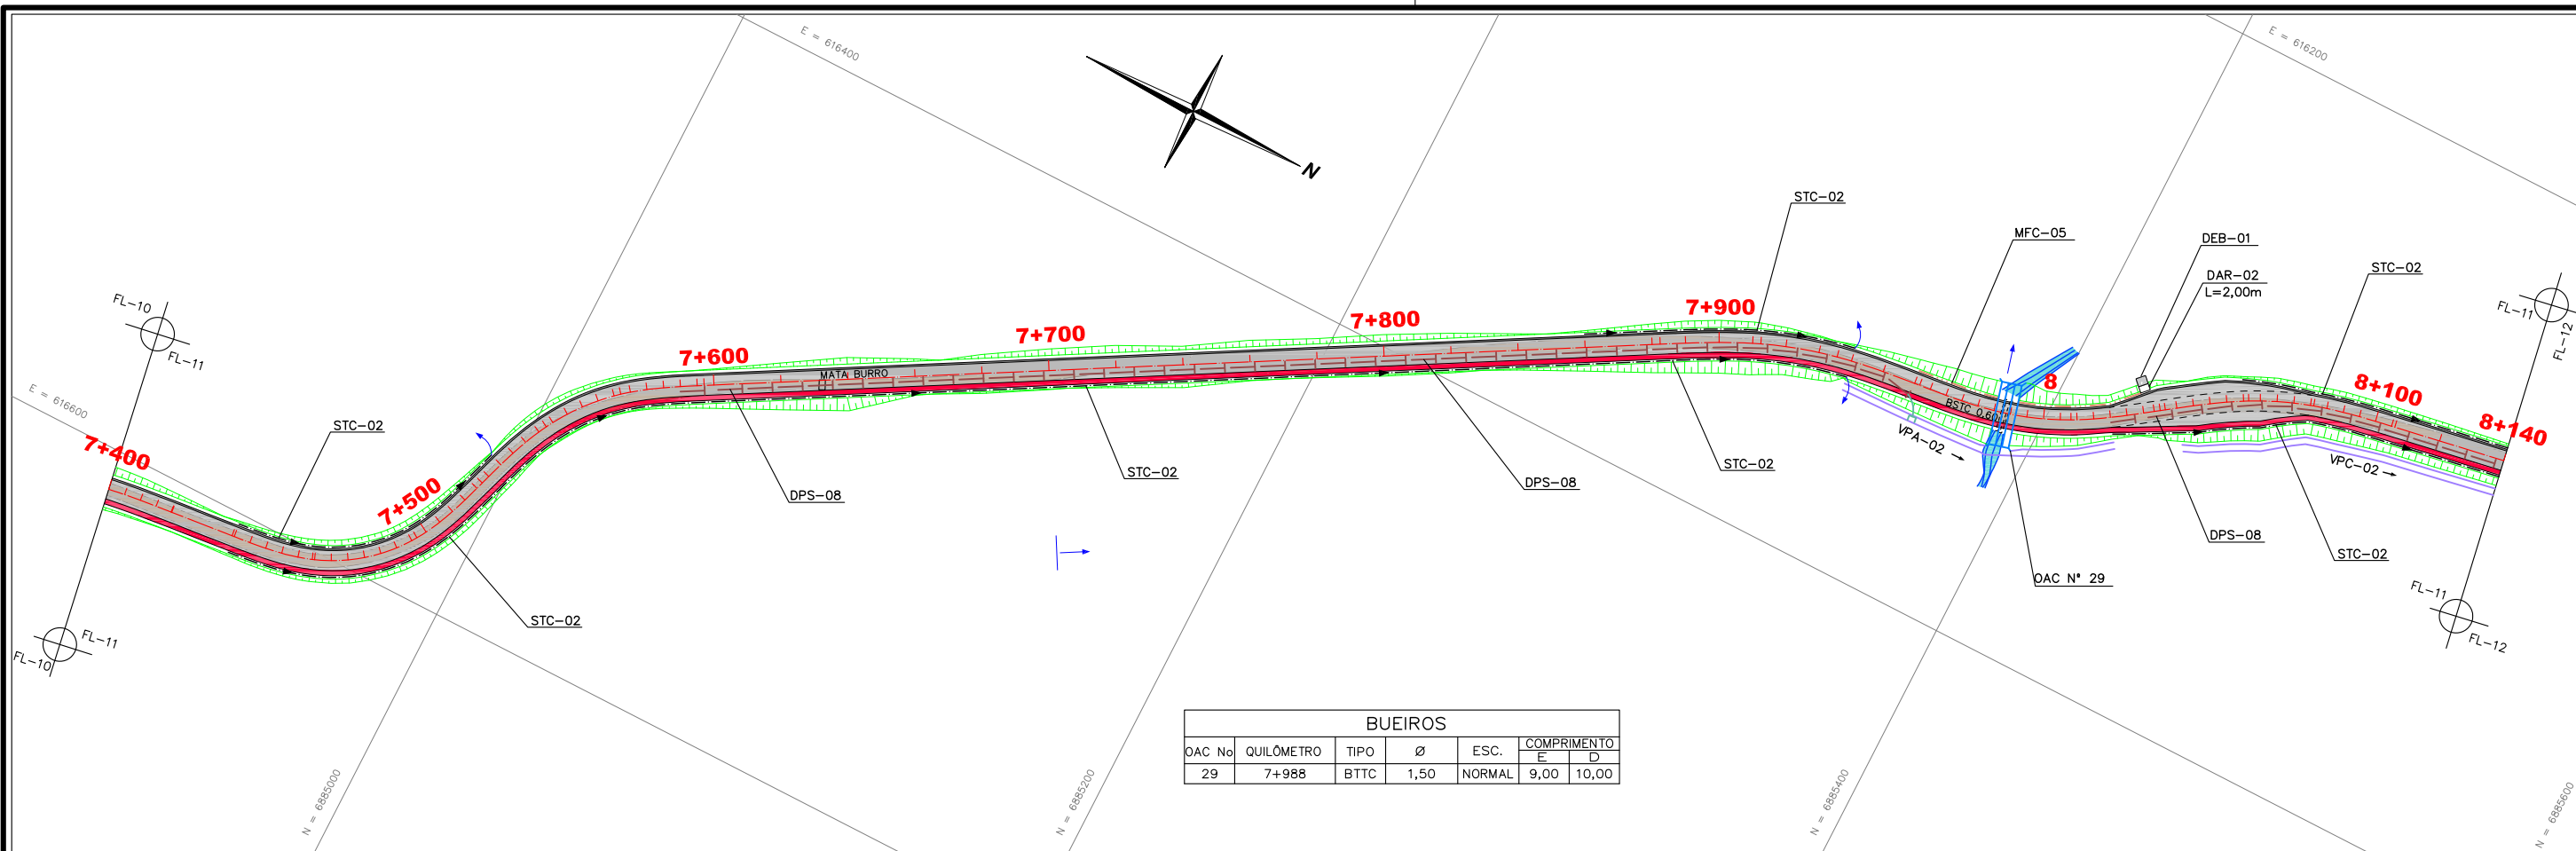 E = 616400
E = 616200
N
STC-02
MFC-05
DEB-01
DAR-02
L=2,00m
STC-02
FL-10
FL-11
FL-11
FL-12
7+600
7+700
7+800
7+900
8
8+100
8+140
MATA BURRO
BSTC 0.60
E = 616600
7+400
STC-02
7+500
DPS-08
STC-02
DPS-08
STC-02
VPA-02
VPC-02
DPS-08
STC-02
OAC N° 29
STC-02
FL-11
FL-10
FL-11
FL-12
BUEIROS
OAC No QUILÔMETRO TIPO Ø ESC. COMPRIMENTO
E D
29 7+988 BTTC 1,50 NORMAL 9,00 10,00
N = 6885000
N = 6885200
N = 6885400
N = 6885600